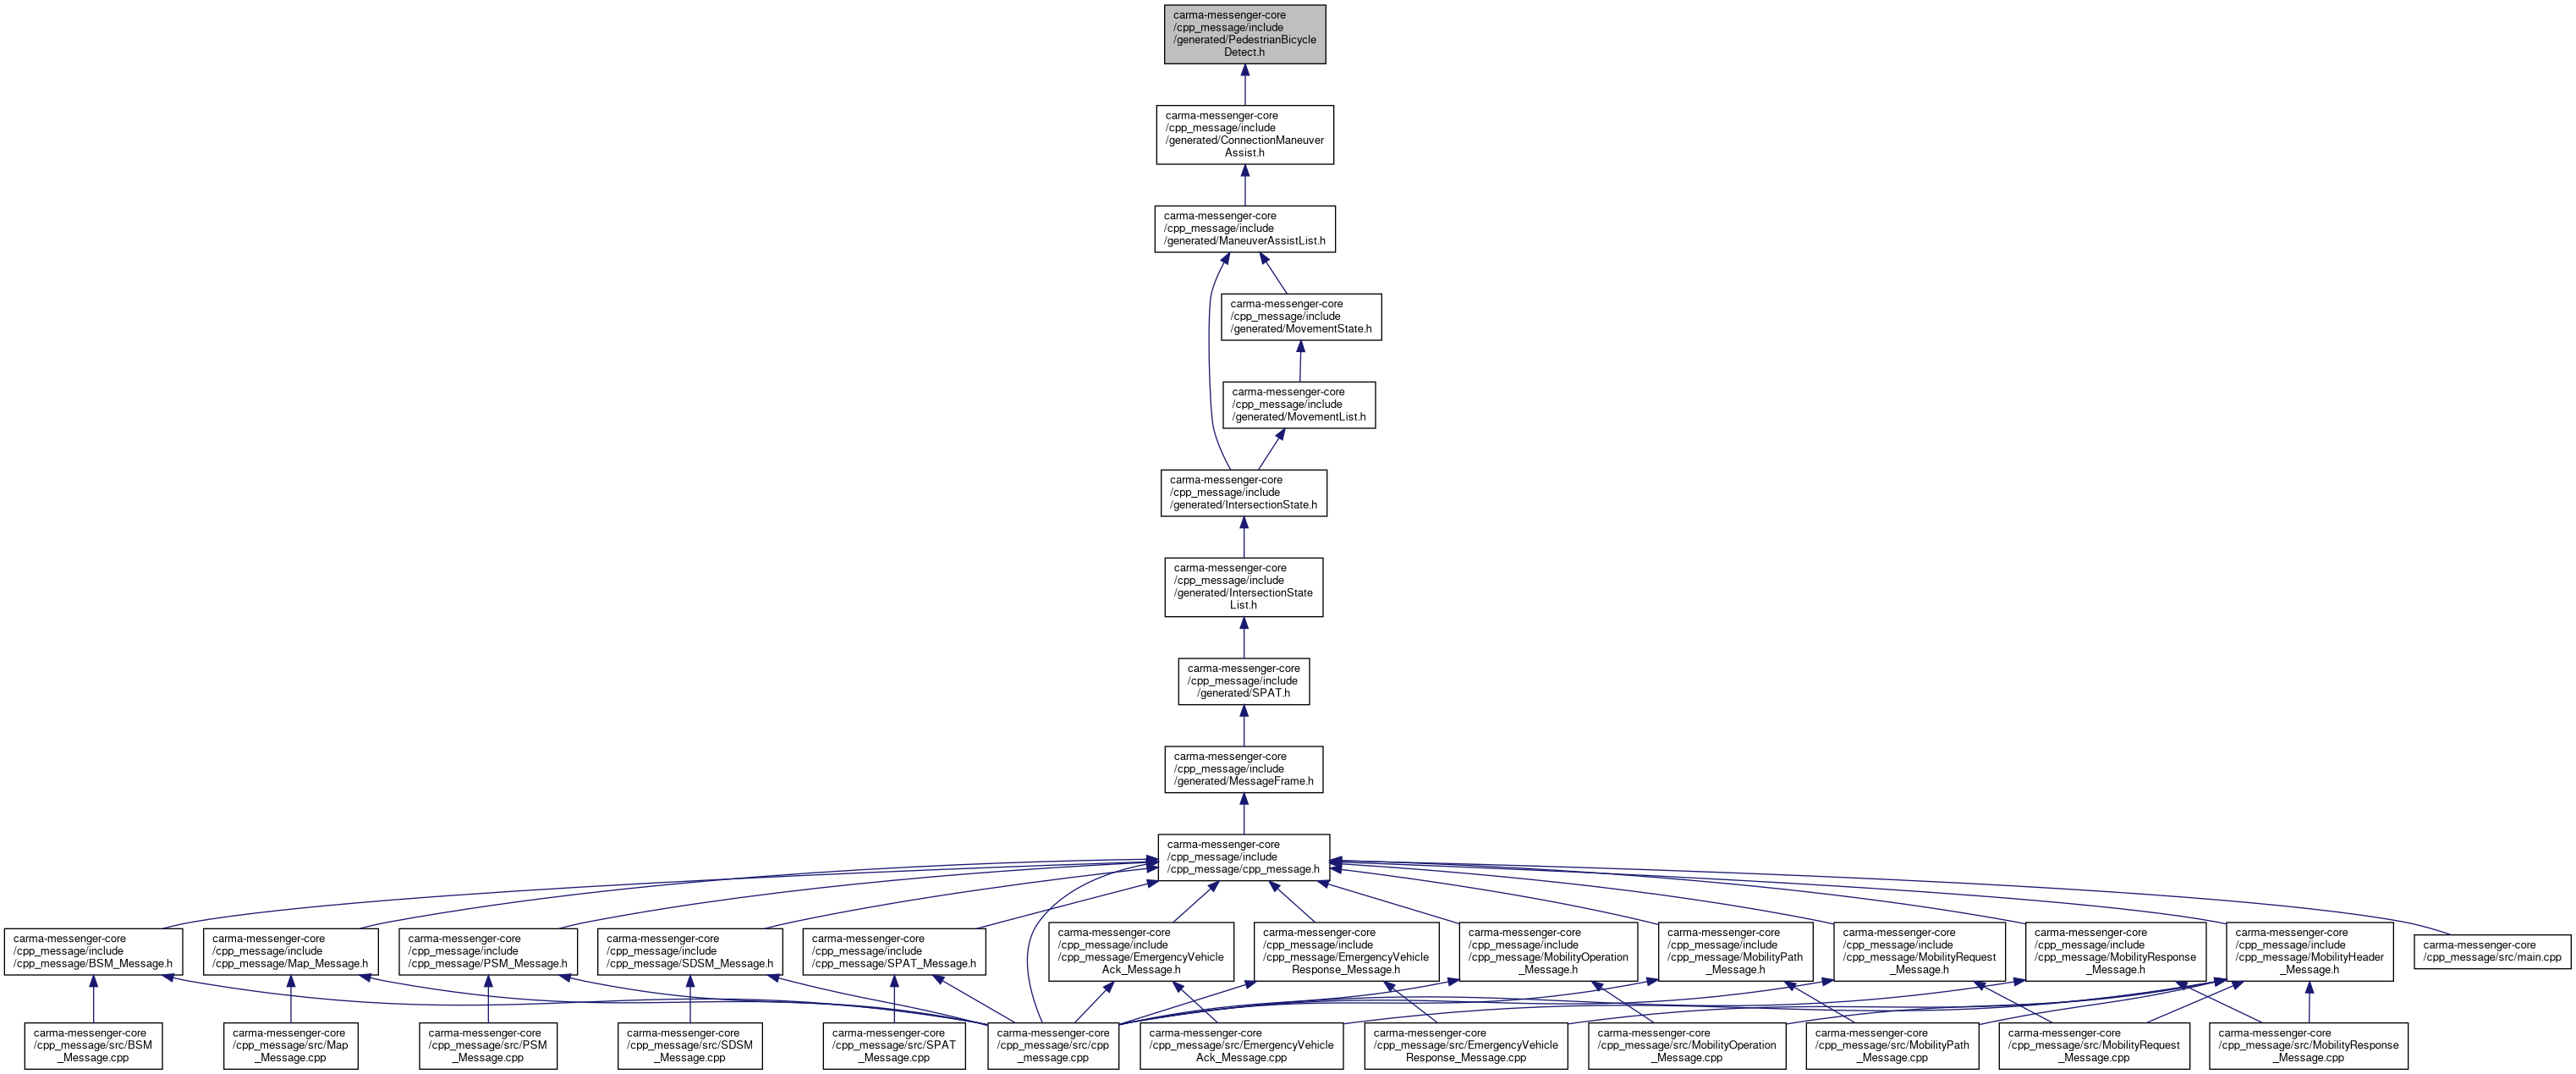 carma-messenger-core
/cpp_message/include
/generated/PedestrianBicycle
Detect.h
carma-messenger-core
/cpp_message/include
/generated/ConnectionManeuver
Assist.h
carma-messenger-core
/cpp_message/include
/generated/ManeuverAssistList.h
carma-messenger-core
/cpp_message/include
/generated/MovementState.h
carma-messenger-core
/cpp_message/include
/generated/MovementList.h
carma-messenger-core
/cpp_message/include
/generated/IntersectionState.h
carma-messenger-core
/cpp_message/include
/generated/IntersectionState
List.h
carma-messenger-core
/cpp_message/include
/generated/SPAT.h
carma-messenger-core
/cpp_message/include
/generated/MessageFrame.h
carma-messenger-core
/cpp_message/include
/cpp_message/cpp_message.h
carma-messenger-core
/cpp_message/include
/cpp_message/BSM_Message.h
carma-messenger-core
/cpp_message/include
/cpp_message/Map_Message.h
carma-messenger-core
/cpp_message/include
/cpp_message/PSM_Message.h
carma-messenger-core
/cpp_message/include
/cpp_message/SDSM_Message.h
carma-messenger-core
/cpp_message/include
/cpp_message/SPAT_Message.h
carma-messenger-core
/cpp_message/include
/cpp_message/EmergencyVehicle
Ack_Message.h
carma-messenger-core
/cpp_message/include
/cpp_message/EmergencyVehicle
Response_Message.h
carma-messenger-core
/cpp_message/include
/cpp_message/MobilityOperation
_Message.h
carma-messenger-core
/cpp_message/include
/cpp_message/MobilityPath
_Message.h
carma-messenger-core
/cpp_message/include
/cpp_message/MobilityRequest
_Message.h
carma-messenger-core
/cpp_message/include
/cpp_message/MobilityResponse
_Message.h
carma-messenger-core
/cpp_message/include
/cpp_message/MobilityHeader
_Message.h
carma-messenger-core
/cpp_message/src/main.cpp
carma-messenger-core
/cpp_message/src/BSM
_Message.cpp
carma-messenger-core
/cpp_message/src/Map
_Message.cpp
carma-messenger-core
/cpp_message/src/PSM
_Message.cpp
carma-messenger-core
/cpp_message/src/SDSM
_Message.cpp
carma-messenger-core
/cpp_message/src/SPAT
_Message.cpp
carma-messenger-core
/cpp_message/src/cpp
_message.cpp
carma-messenger-core
/cpp_message/src/EmergencyVehicle
Ack_Message.cpp
carma-messenger-core
/cpp_message/src/EmergencyVehicle
Response_Message.cpp
carma-messenger-core
/cpp_message/src/MobilityOperation
_Message.cpp
carma-messenger-core
/cpp_message/src/MobilityPath
_Message.cpp
carma-messenger-core
/cpp_message/src/MobilityRequest
_Message.cpp
carma-messenger-core
/cpp_message/src/MobilityResponse
_Message.cpp